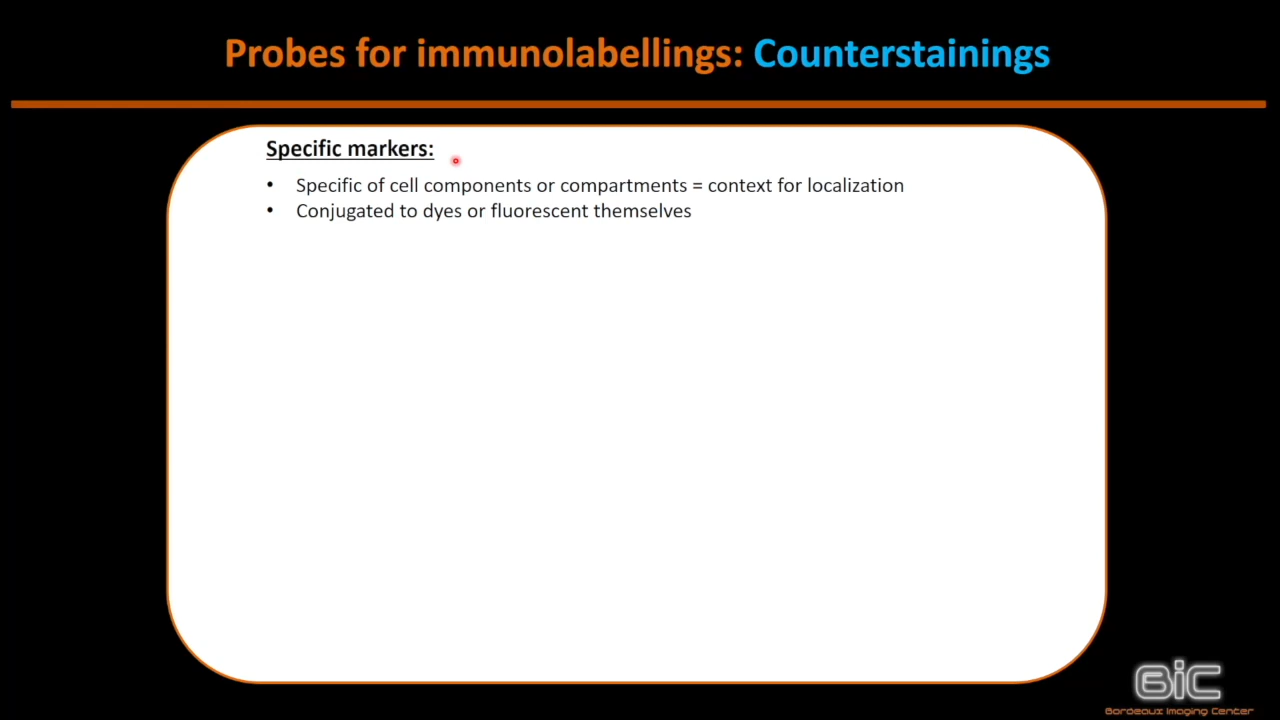 Probes for immunolabellings: Counterstainings
Specific markers:
• Specific of cell components or compartments = context for localization
• Conjugated to dyes or fluorescent themselves
BiC
Bordeaux Imaging Center